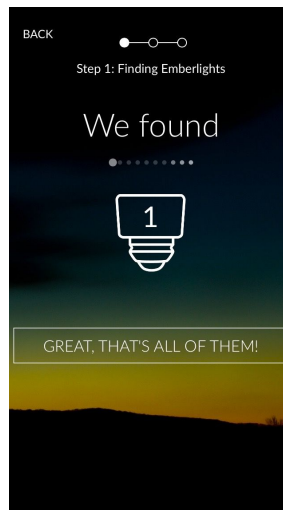 BACK
Step 1: Finding Emberlights
We found
1
GREAT, THAT'S ALL OF THEM!